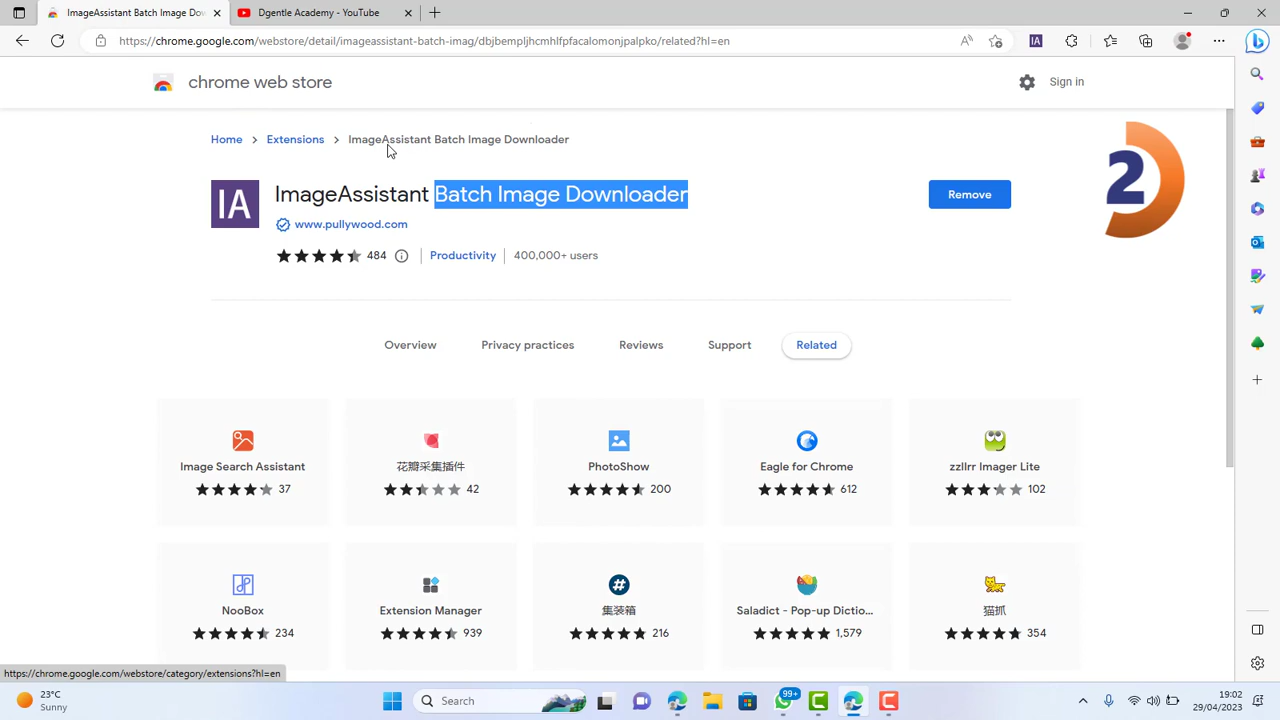 ImageAssistant Batch Image Dow
Dgentle Academy - YouTube
https://chrome.google.com/webstore/detail/imageassistant-batch-imag/dbjbempljhcmhlfpfacalomonjpalpko/related?hl=en
IA
chrome web store
Sign in
Home > Extensions > ImageAssistant Batch Image Downloader
IA
ImageAssistant Batch Image Downloader
Remove
2
www.pullywood.com
484
Productivity
400,000+ users
Overview
Privacy practices
Reviews
Support
Related
Image Search Assistant
花瓣采集插件
PhotoShow
Eagle for Chrome
zzllrr Imager Lite
37
42
200
612
102
NooBox
Extension Manager
集装箱
Saladict - Pop-up Dictio...
猫抓
234
939
216
1,579
354
https://chrome.google.com/webstore/category/extensions?hl=en
23°C
Sunny
Search
99+
19:02
29/04/2023